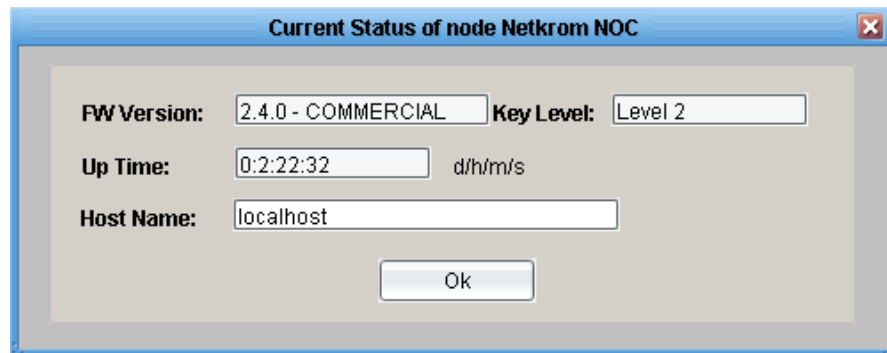 Current Status of node Netkrom NOC
FW Version: 2.4.0 - COMMERCIAL Key Level: Level 2
Up Time: 0:2:22:32 d/h/m/s
Host Name: localhost
Ok